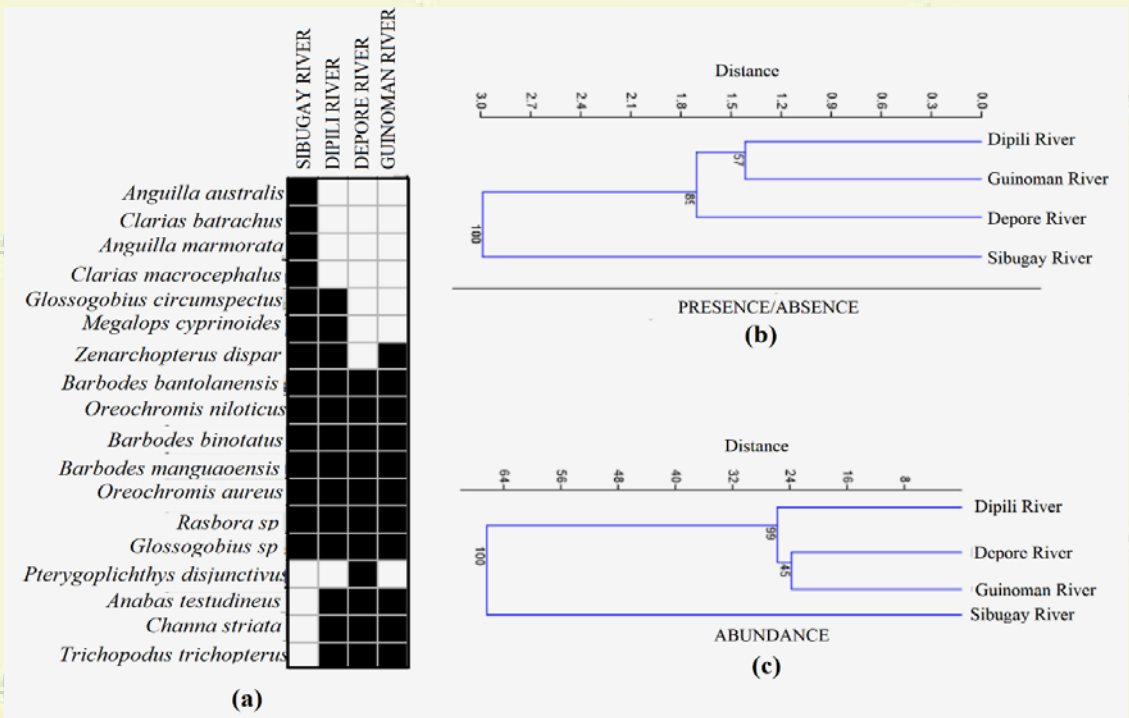 SIBUGAY RIVER
DIPILI RIVER
DEPORE RIVER
GUINOMAN RIVER
Anguilla australis
Clarias batrachus
Anguilla marmorata
Clarias macrocephalus
Glossogobius circumspectus
Megalops cyprinoides
Zenarchopterus dispar
Barbodes bantolanensis
Oreochromis niloticus
Barbodes binotatus
Barbodes manguaoensis
Oreochromis aureus
Rasbora sp
Glossogobius sp
Pterygoplichthys disjunctivus
Anabas testudineus
Channa striata
Trichopodus trichopterus
(a)
Distance
3.0 2.7 2.4 2.1 1.8 1.5 1.2 0.9 0.6 0.3 0.0
Dipili River
57
Guinoman River
Depore River
100
Sibugay River
PRESENCE/ABSENCE
(b)
Distance
64 56 48 40 32 24 16 8
Dipili River
99
Depore River
45
Guinoman River
100
Sibugay River
ABUNDANCE
(c)